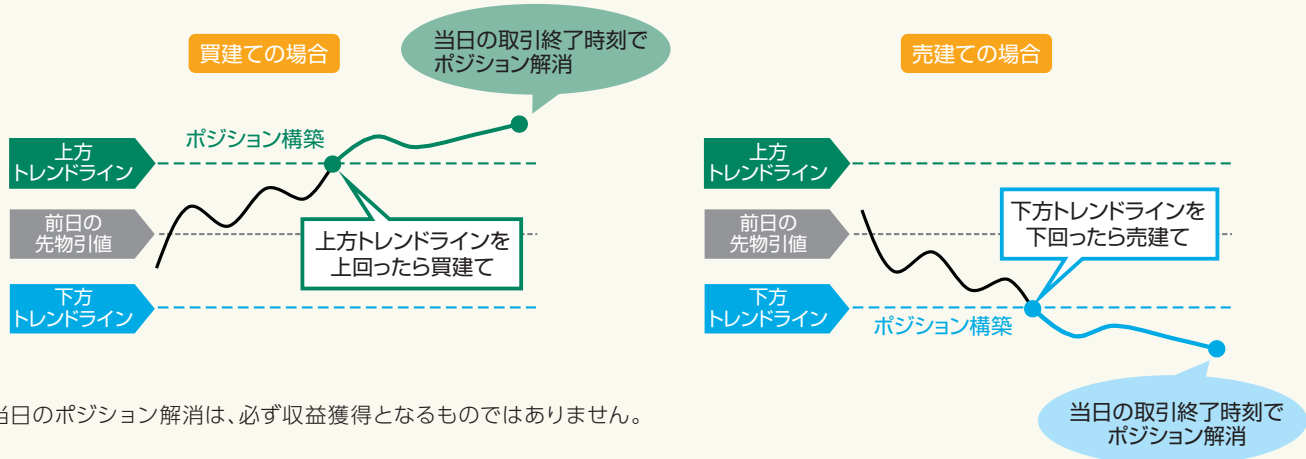 買建ての場合
当日の取引終了時刻で
ポジション解消
ポジション構築
上方
トレンドライン
前日の
先物引値
下方
トレンドライン
上方トレンドラインを
上回ったら買建て
売建ての場合
上方
トレンドライン
前日の
先物引値
下方
トレンドライン
下方トレンドラインを
下回ったら売建て
ポジション構築
当日の取引終了時刻で
ポジション解消
当日のポジション解消は、必ず収益獲得となるものではありません。